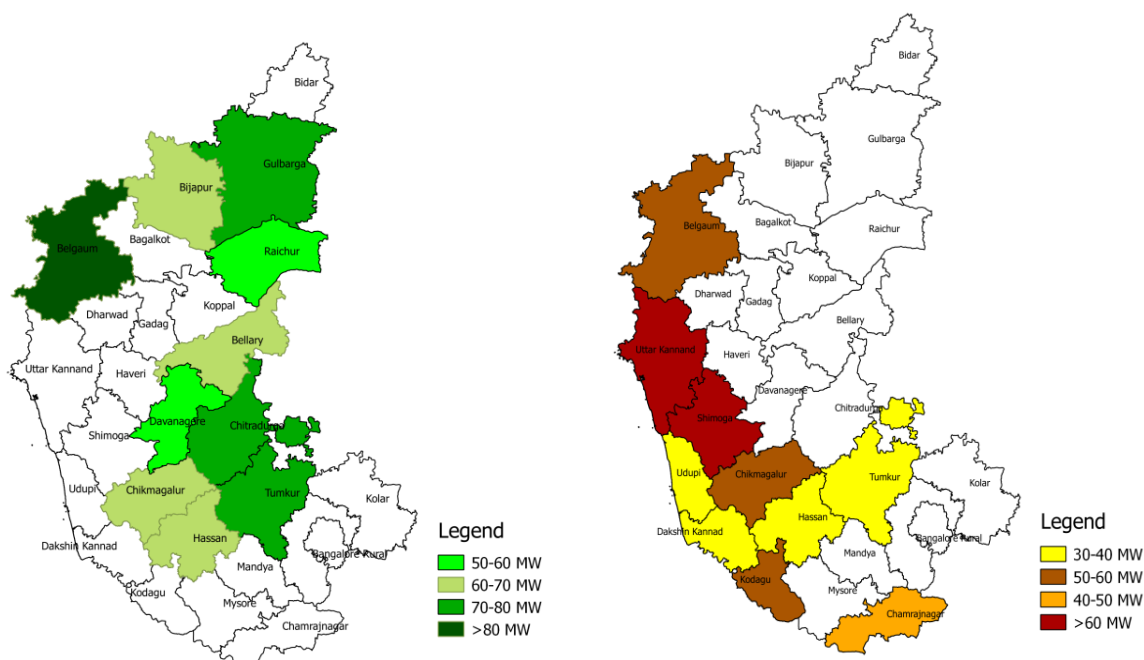 Bidar
Gulbarga
Bijapur
Belgaum
Bagalkot
Raichur
Koppal
Dharwad
Gadag
Bellary
Uttar Kannand
Haveri
Davanagere
Chitradurga
Shimoga
Udupi
Chikmagalur
Tumkur
Kolar
Hassan
Dakshin Kannad
Bangalore Rural
Mandya
Kodagu
Mysore
Chamrajnagar
Legend
50-60 MW
60-70 MW
70-80 MW
>80 MW
Bidar
Gulbarga
Bijapur
Belgaum
Bagalkot
Raichur
Koppal
Dharwad
Gadag
Bellary
Uttar Kannand
Haveri
Davanagere
Chitradurga
Shimoga
Udupi
Chikmagalur
Tumkur
Kolar
Hassan
Dakshin Kannad
Bangalore Rural
Mandya
Kodagu
Mysore
Chamrajnagar
Legend
30-40 MW
50-60 MW
40-50 MW
>60 MW